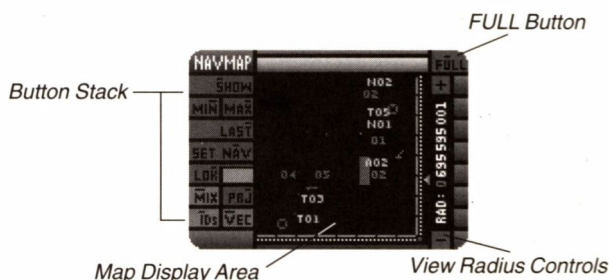 FULL Button
NAVMAP
FULL
Button Stack
SHOW
MIN MAX
LAST
SET NAV
LOK
MIX PRJ
IDs VEC
N02
02
T05
N01
01
A02
02
04 05
T03
T01
+
RAD: 0695595001
-
Map Display Area
View Radius Controls